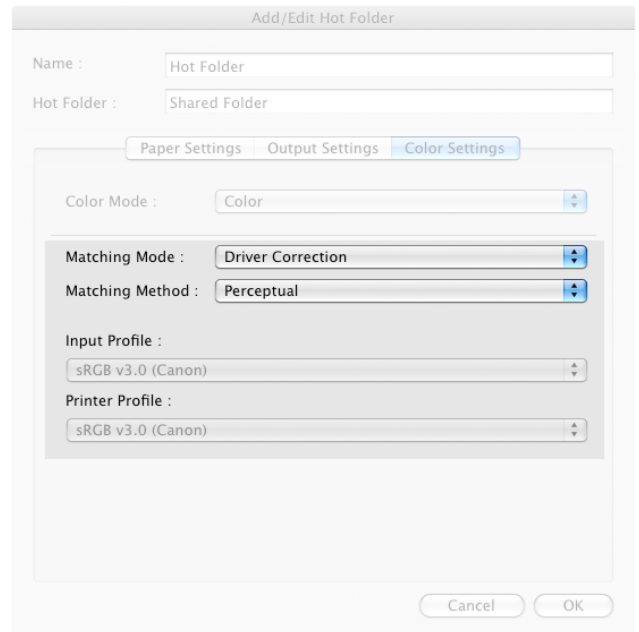 Add/Edit Hot Folder
Name : Hot Folder
Hot Folder : Shared Folder
Paper Settings Output Settings Color Settings
Color Mode : Color
Matching Mode : Driver Correction
Matching Method : Perceptual
Input Profile :
sRGB v3.0 (Canon)
Printer Profile :
sRGB v3.0 (Canon)
Cancel OK